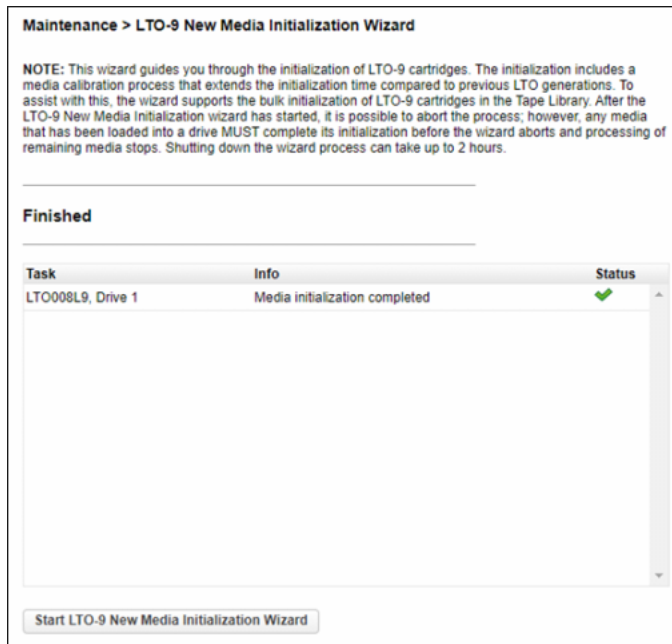 Maintenance > LTO-9 New Media Initialization Wizard
NOTE: This wizard guides you through the initialization of LTO-9 cartridges. The initialization includes a
media calibration process that extends the initialization time compared to previous LTO generations. To
assist with this, the wizard supports the bulk initialization of LTO-9 cartridges in the Tape Library. After the
LTO-9 New Media Initialization wizard has started, it is possible to abort the process; however, any media
that has been loaded into a drive MUST complete its initialization before the wizard aborts and processing of
remaining media stops. Shutting down the wizard process can take up to 2 hours.
Finished
Task Info Status
LTO008L9, Drive 1 Media initialization completed
Start LTO-9 New Media Initialization Wizard